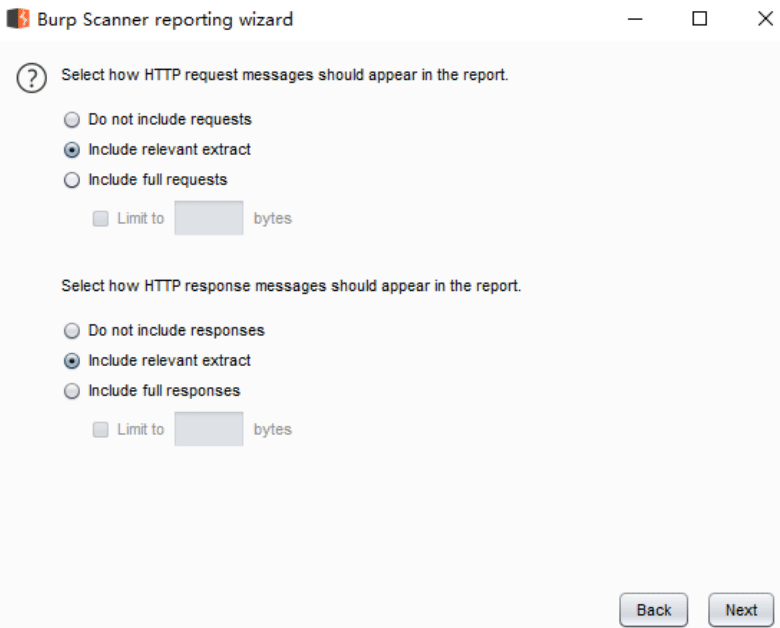 Burp Scanner reporting wizard
Select how HTTP request messages should appear in the report.
Do not include requests
Include relevant extract
Include full requests
Limit to bytes
Select how HTTP response messages should appear in the report.
Do not include responses
Include relevant extract
Include full responses
Limit to bytes
Back Next